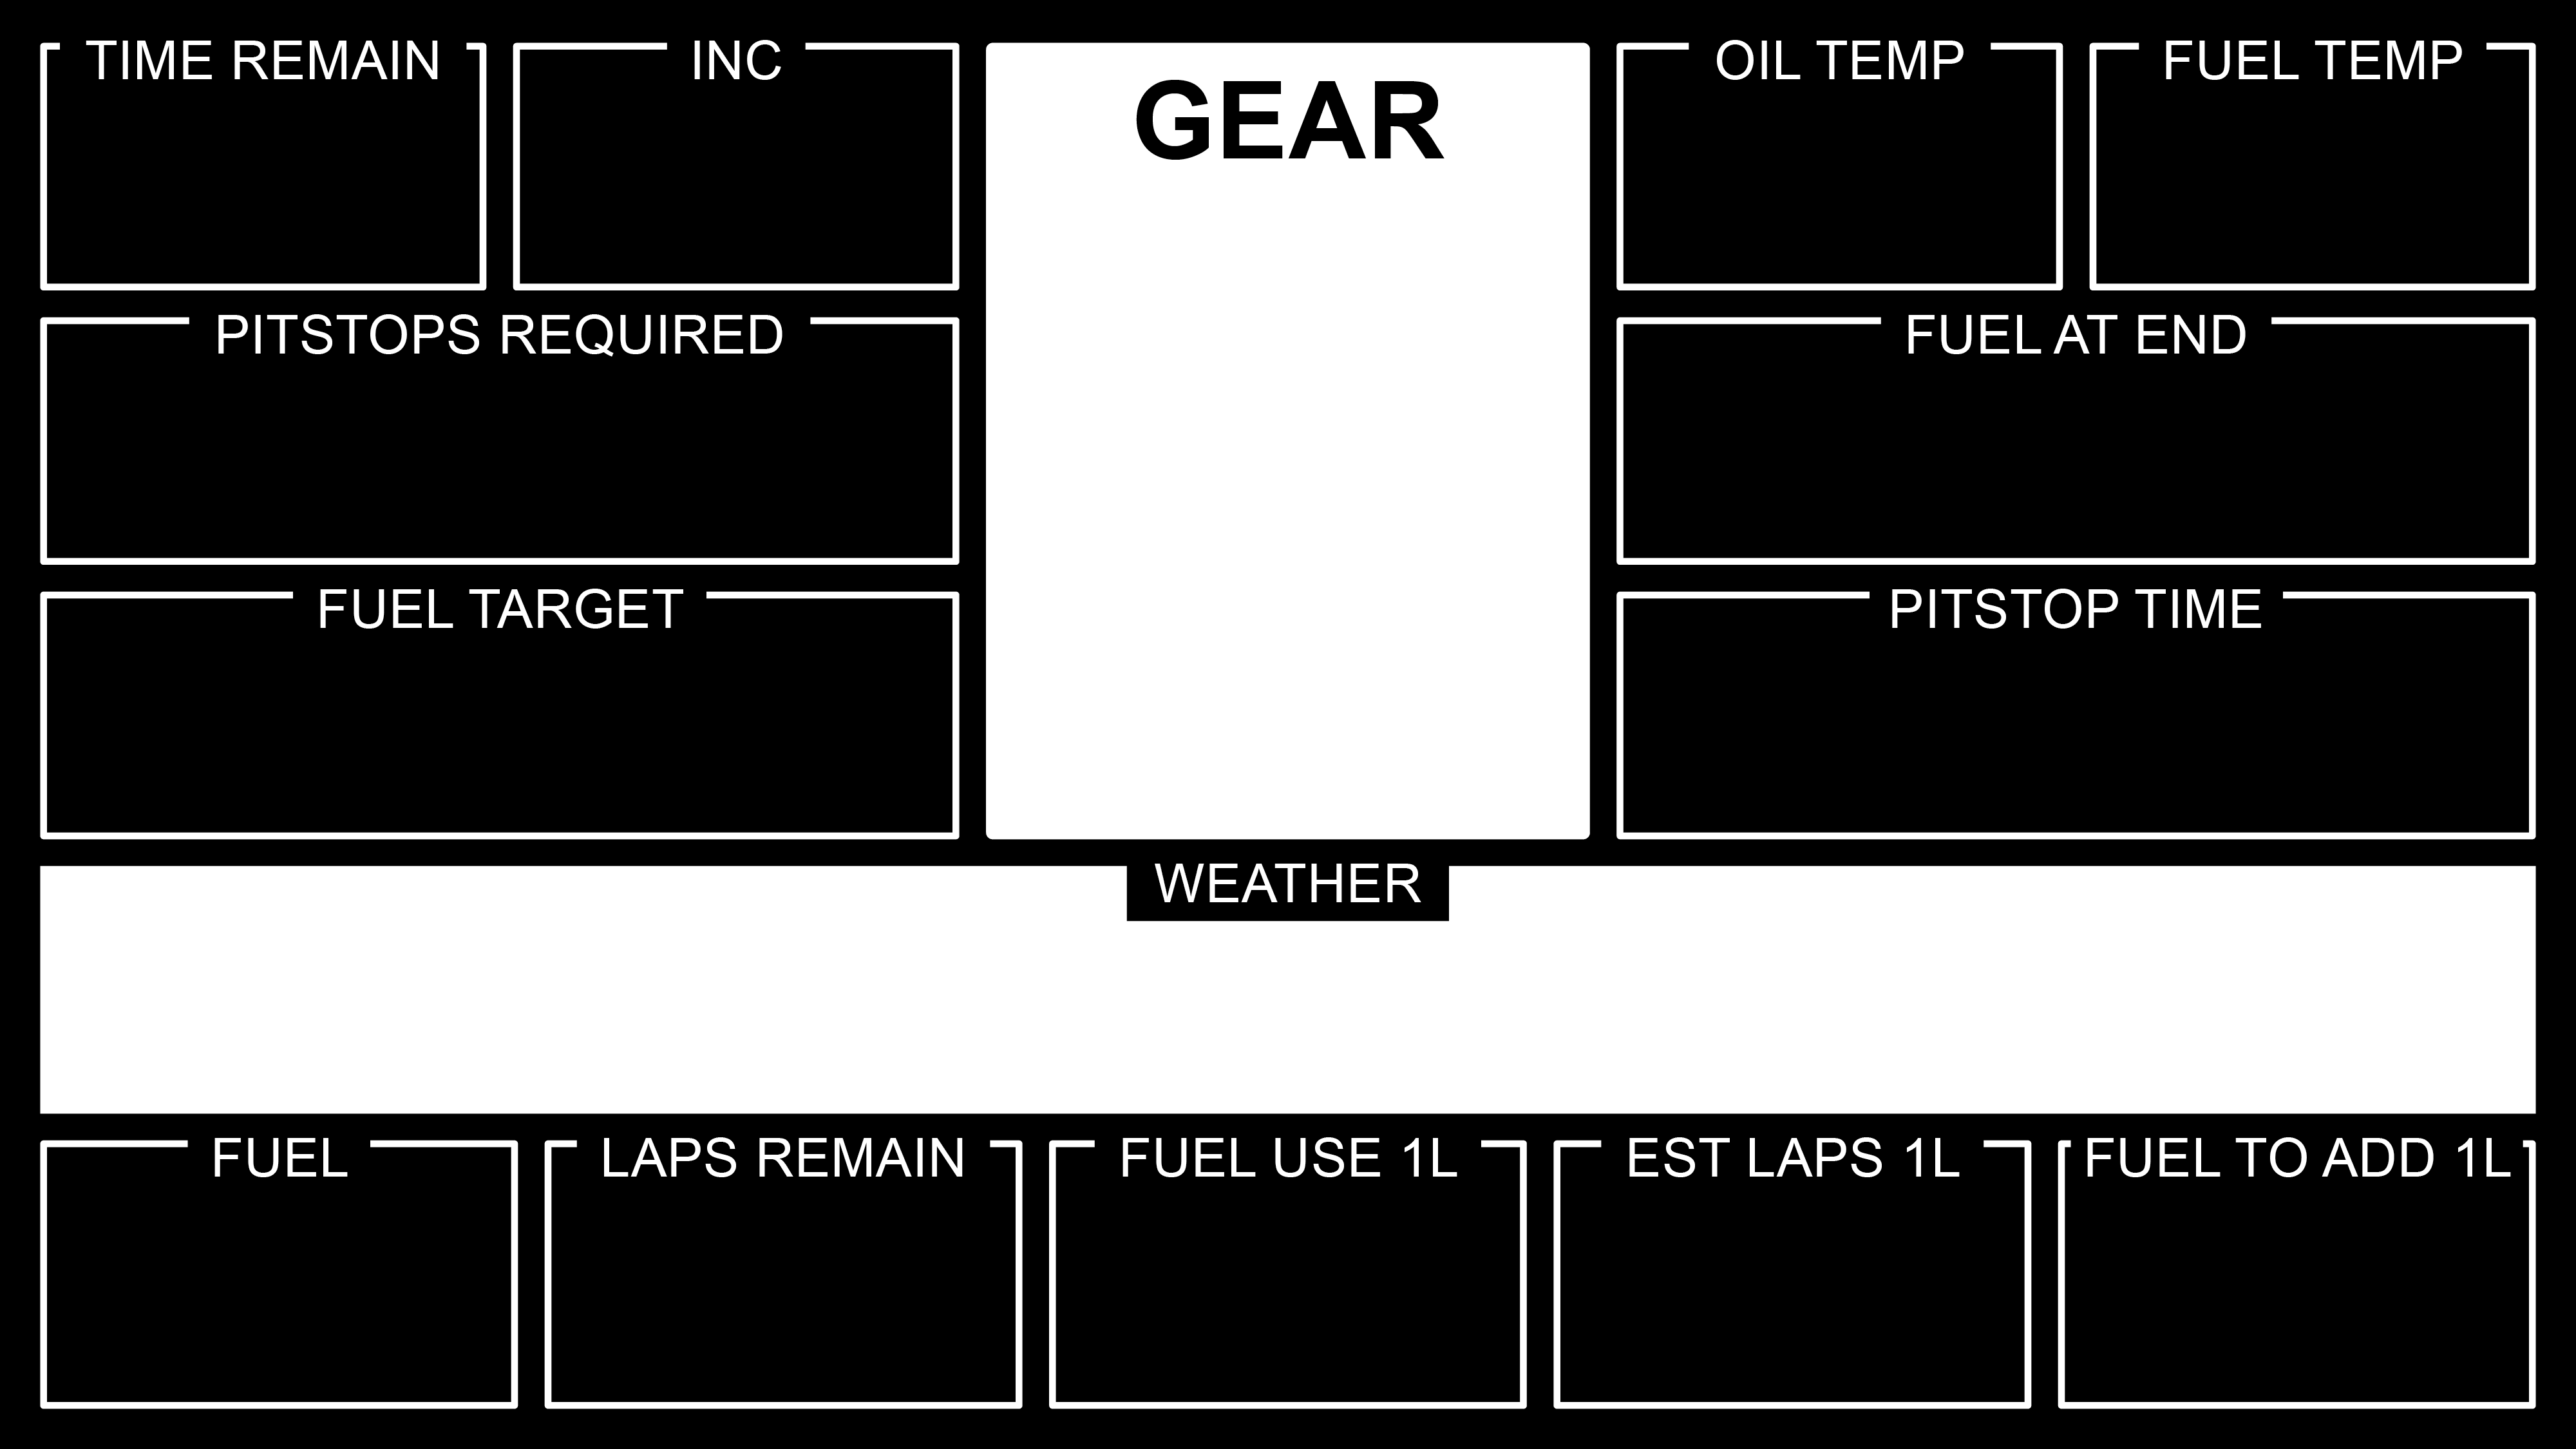 TIME REMAIN
INC
GEAR
OIL TEMP
FUEL TEMP
PITSTOPS REQUIRED
FUEL AT END
FUEL TARGET
PITSTOP TIME
WEATHER
FUEL
LAPS REMAIN
FUEL USE 1L
EST LAPS 1L
FUEL TO ADD 1L